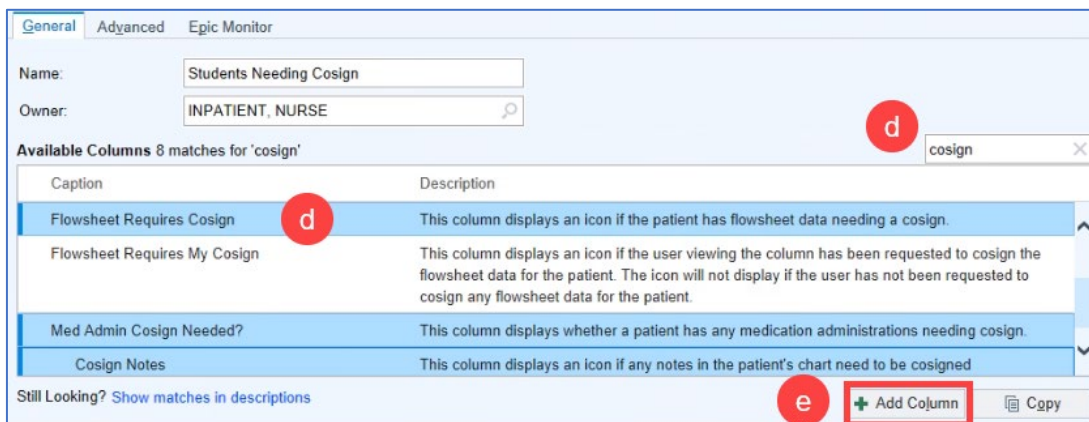 General Advanced Epic Monitor
Name: Students Needing Cosign
Owner: INPATIENT, NURSE
d
Available Columns 8 matches for 'cosign' cosign
Caption Description
Flowsheet Requires Cosign d This column displays an icon if the patient has flowsheet data needing a cosign.
Flowsheet Requires My Cosign This column displays an icon if the user viewing the column has been requested to cosign the
flowsheet data for the patient. The icon will not display if the user has not been requested to
cosign any flowsheet data for the patient.
Med Admin Cosign Needed? This column displays whether a patient has any medication administrations needing cosign.
Cosign Notes This column displays an icon if any notes in the patient's chart need to be cosigned
Still Looking? Show matches in descriptions e Add Column Copy